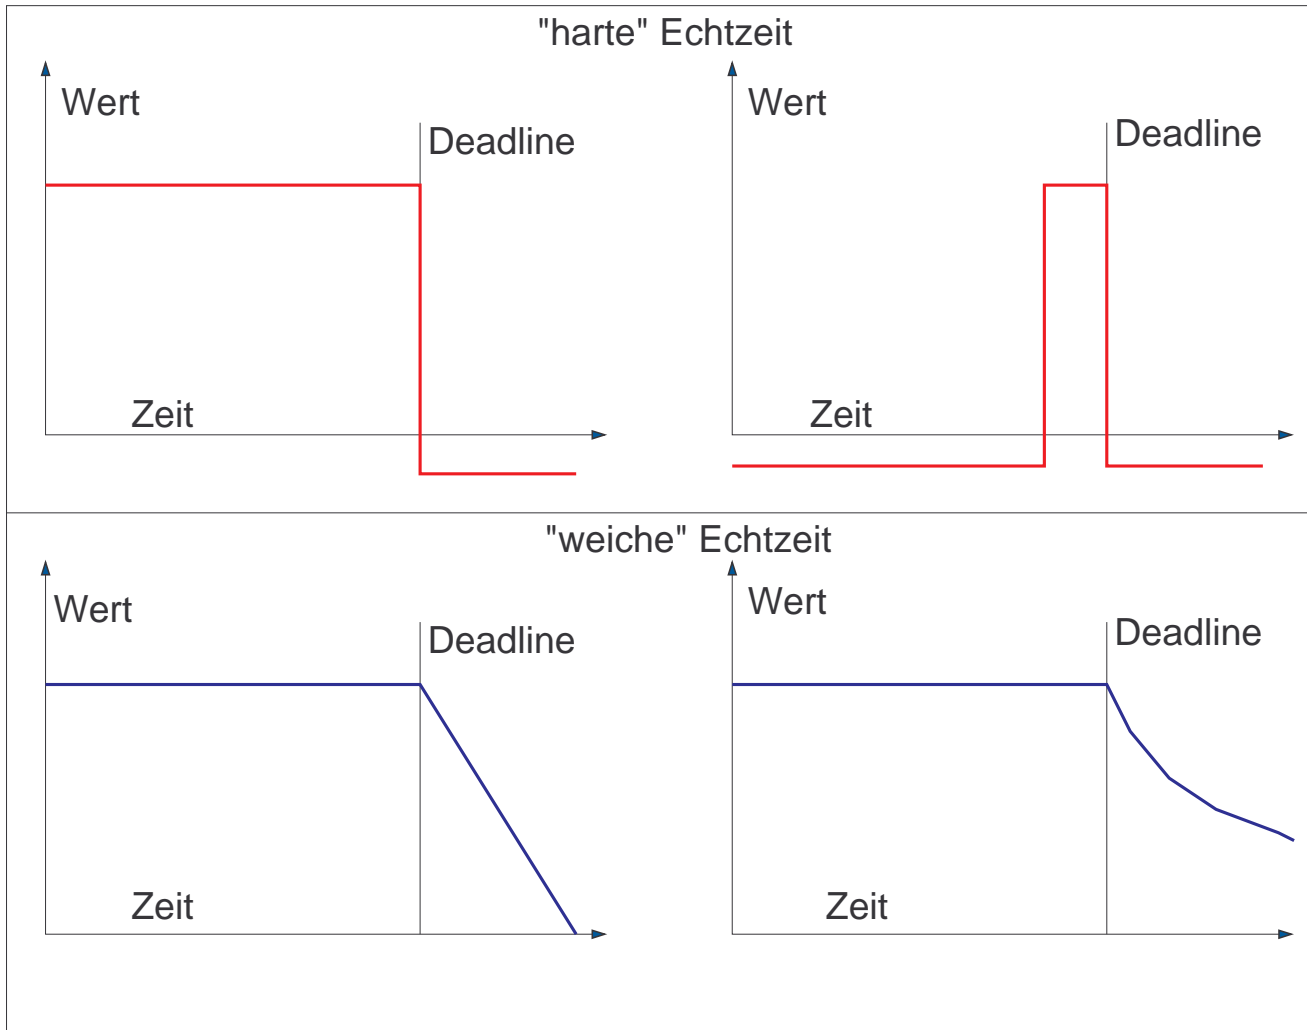 "harte" Echtzeit
Wert
Deadline
Zeit
Wert
Deadline
Zeit
"weiche" Echtzeit
Wert
Deadline
Zeit
Wert
Deadline
Zeit